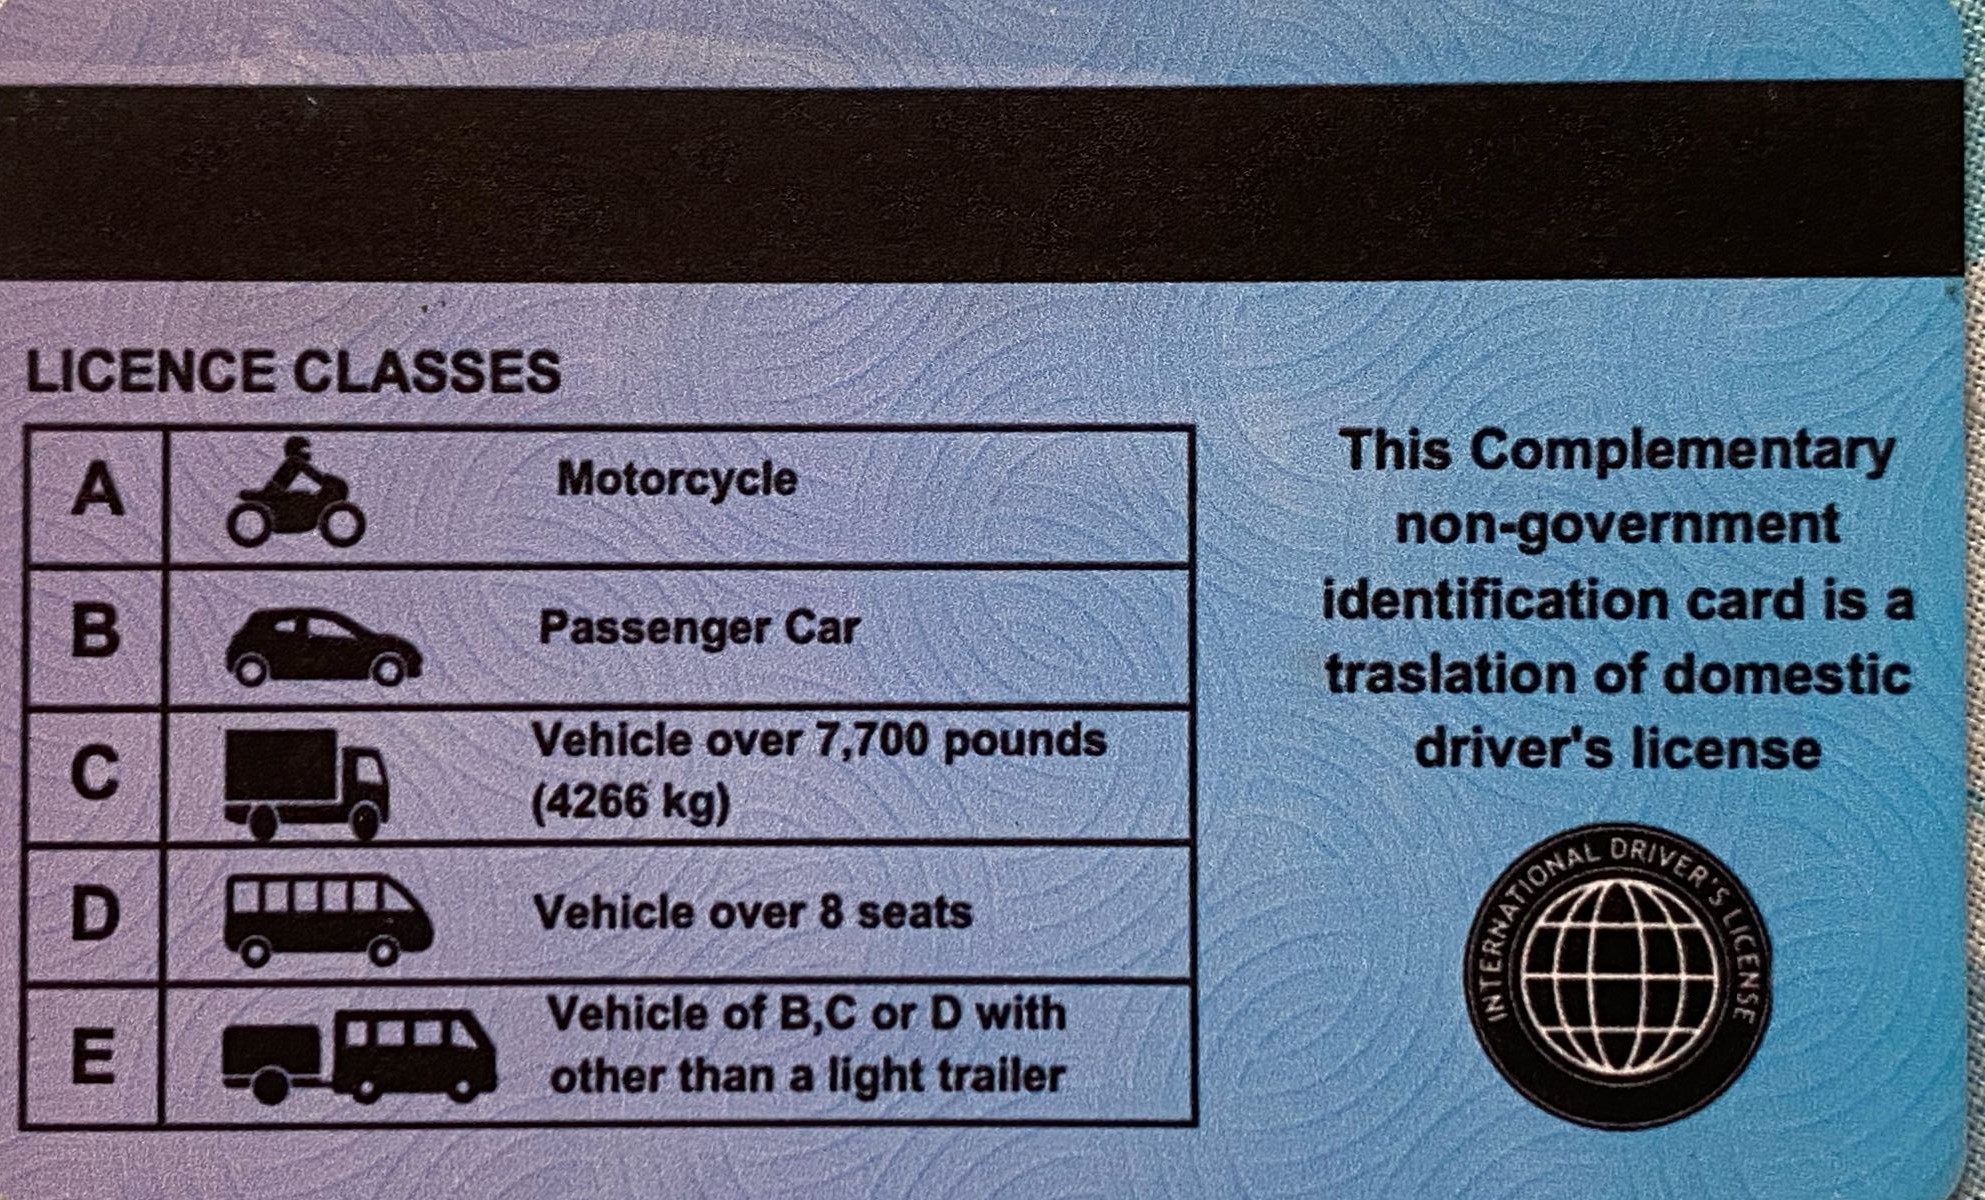 LICENCE CLASSES
A Motorcycle
B Passenger Car
C Vehicle over 7,700 pounds
(4266 kg)
D Vehicle over 8 seats
E Vehicle of B,C or D with
other than a light trailer
This Complementary
non-government
identification card is a
traslation of domestic
driver's license
INTERNATIONAL DRIVER'S LICENSE